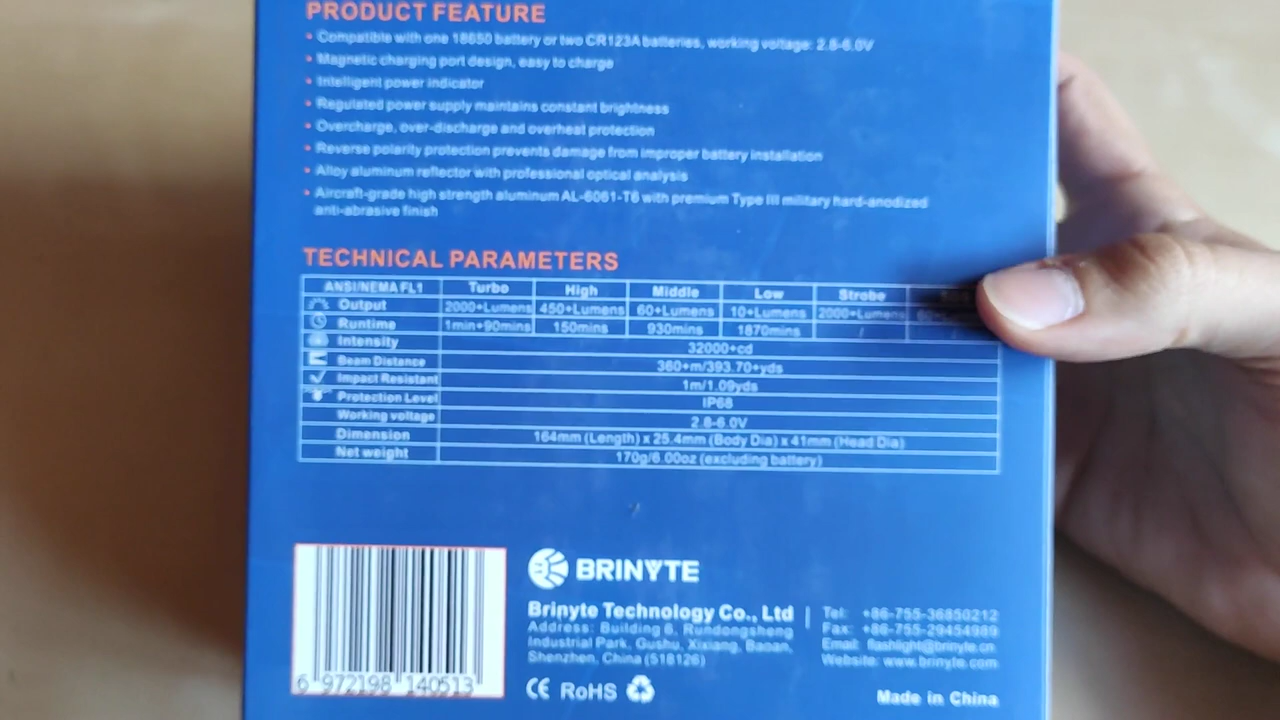 PRODUCT FEATURE
• Compatible with one 18650 battery or two CR123A batteries, working voltage: 2.8-6.0V
• Magnetic charging port design, easy to charge
• Intelligent power indicator
• Regulated power supply maintains constant brightness
• Overcharge, over-discharge and overheat protection
• Reverse polarity protection prevents damage from improper battery installation
• Alloy aluminum reflector with professional optical analysis
• Aircraft-grade high strength aluminum AL-6061-T6 with premium Type III military hard-anodized
anti-abrasive finish
TECHNICAL PARAMETERS
ANSI/NEMA FL1 Turbo High Middle Low Strobe
Output 2000+Lumens 450+Lumens 60+Lumens 10+Lumens 2000+Lumens
Runtime 1min+90mins 150mins 930mins 1870mins /
Intensity 32000+cd
Beam Distance 360+m/393.70+yds
Impact Resistant 1m/1.09yds
Protection Level IP68
Working voltage 2.8-6.0V
Dimension 164mm (Length) x 25.4mm (Body Dia) x 41mm (Head Dia)
Net weight 170g/6.00oz (excluding battery)
6 972198 140513
BRINYTE
Brinyte Technology Co., Ltd
Address: Building 6, Rundongsheng
Industrial Park, Gushu, Xixiang, Baoan,
Shenzhen, China (518126)
Tel: +86-755-36850212
Fax: +86-755-29454989
Email: flashlight@brinyte.cn
Website: www.brinyte.com
CE RoHS
Made in China